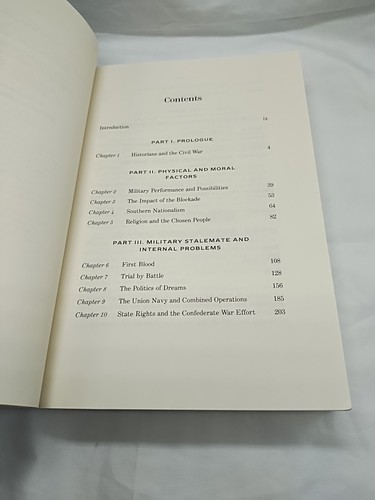 Contents
Introduction ix
PART I. PROLOGUE
Chapter 1 Historians and the Civil War 4
PART II. PHYSICAL AND MORAL
FACTORS
Chapter 2 Military Performance and Possibilities 39
Chapter 3 The Impact of the Blockade 53
Chapter 4 Southern Nationalism 64
Chapter 5 Religion and the Chosen People 82
PART III. MILITARY STALEMATE AND
INTERNAL PROBLEMS
Chapter 6 First Blood 108
Chapter 7 Trial by Battle 128
Chapter 8 The Politics of Dreams 156
Chapter 9 The Union Navy and Combined Operations 185
Chapter 10 State Rights and the Confederate War Effort 203